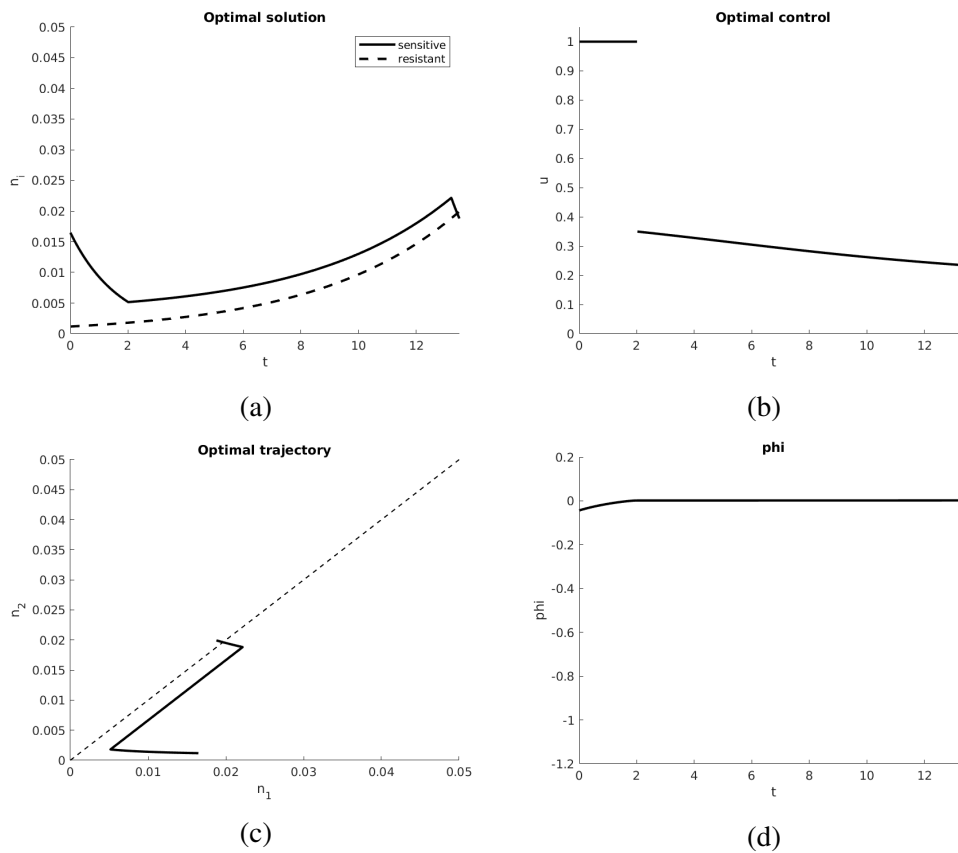 Optimal solution
0.05
0.045
0.04
0.035
0.03
0.025
0.02
0.015
0.01
0.005
0
n_i
sensitive
resistant
0 2 4 6 8 10 12
t
(a)
Optimal control
1
0.9
0.8
0.7
0.6
0.5
0.4
0.3
0.2
0.1
0
u
0 2 4 6 8 10 12
t
(b)
Optimal trajectory
0.05
0.045
0.04
0.035
0.03
0.025
0.02
0.015
0.01
0.005
0
n_2
0 0.01 0.02 0.03 0.04 0.05
n_1
(c)
phi
0.2
0
-0.2
-0.4
-0.6
-0.8
-1
-1.2
phi
0 2 4 6 8 10 12
t
(d)